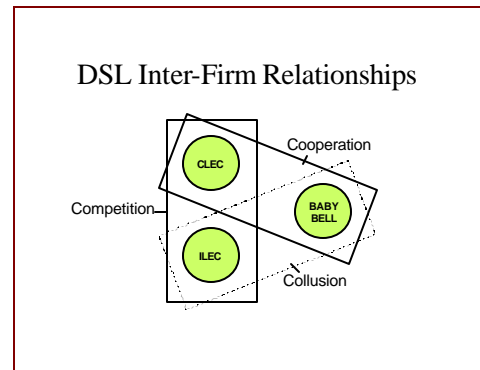 DSL Inter-Firm Relationships
Cooperation
CLEC
Competition
BABY
BELL
ILEC
Collusion